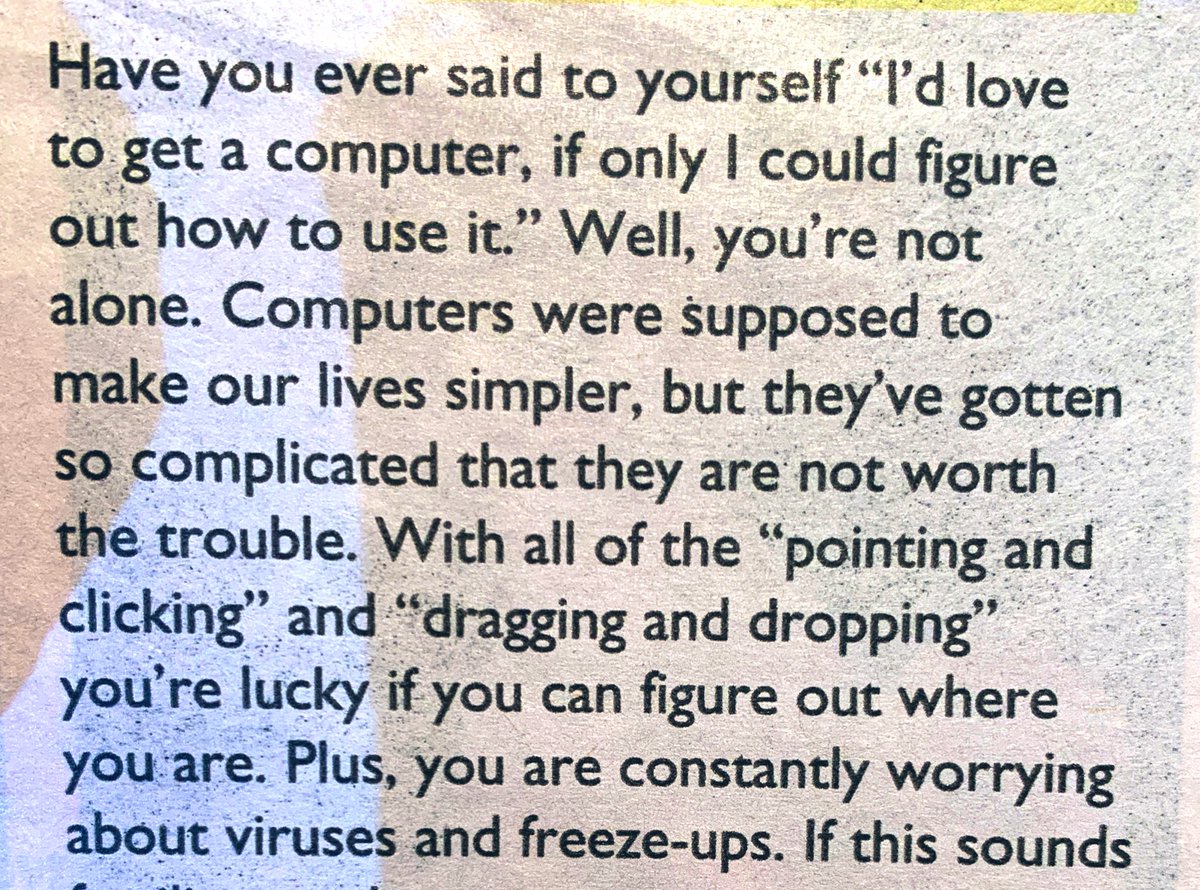 Have you ever said to yourself “I’d love
to get a computer, if only I could figure
out how to use it.” Well, you’re not
alone. Computers were supposed to
make our lives simpler, but they’ve gotten
so complicated that they are not worth
the trouble. With all of the “pointing and
clicking” and “dragging and dropping”
you’re lucky if you can figure out where
you are. Plus, you are constantly worrying
about viruses and freeze-ups. If this sounds